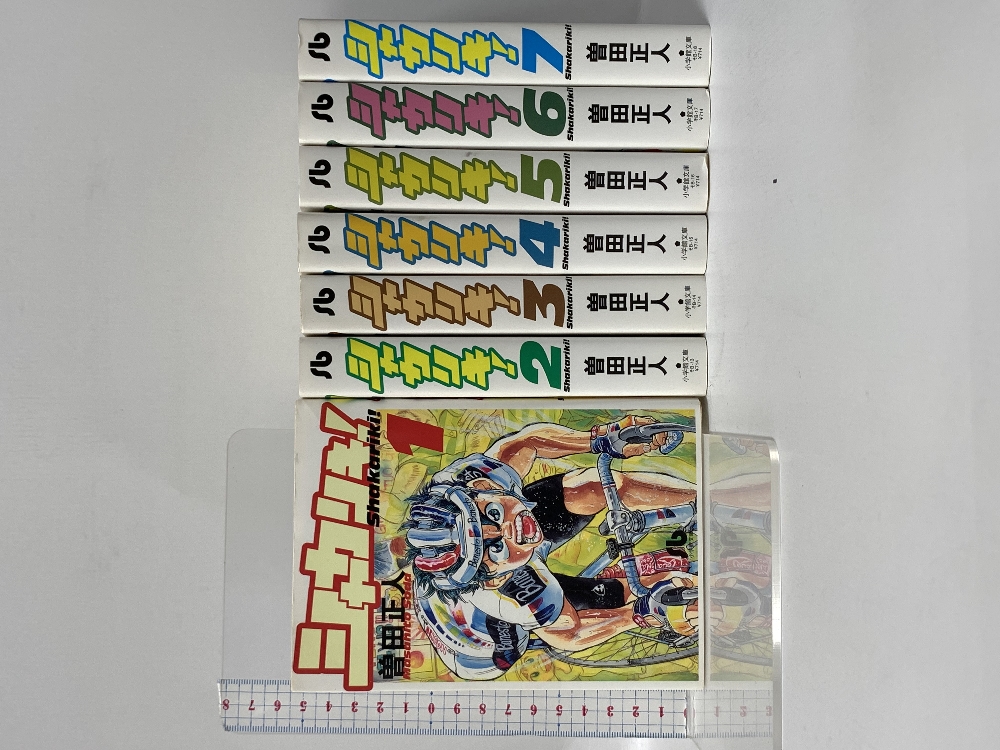 シャカリキ! 7 Shakariki! 曽田正人 小学館文庫
シャカリキ! 6 Shakariki! 曽田正人 小学館文庫
シャカリキ! 5 Shakariki! 曽田正人 小学館文庫
シャカリキ! 4 Shakariki! 曽田正人 小学館文庫
シャカリキ! 3 Shakariki! 曽田正人 小学館文庫
シャカリキ! 2 Shakariki! 曽田正人 小学館文庫
シャカリキ!
Shakariki! 1
曽田正人
Masahito Soda